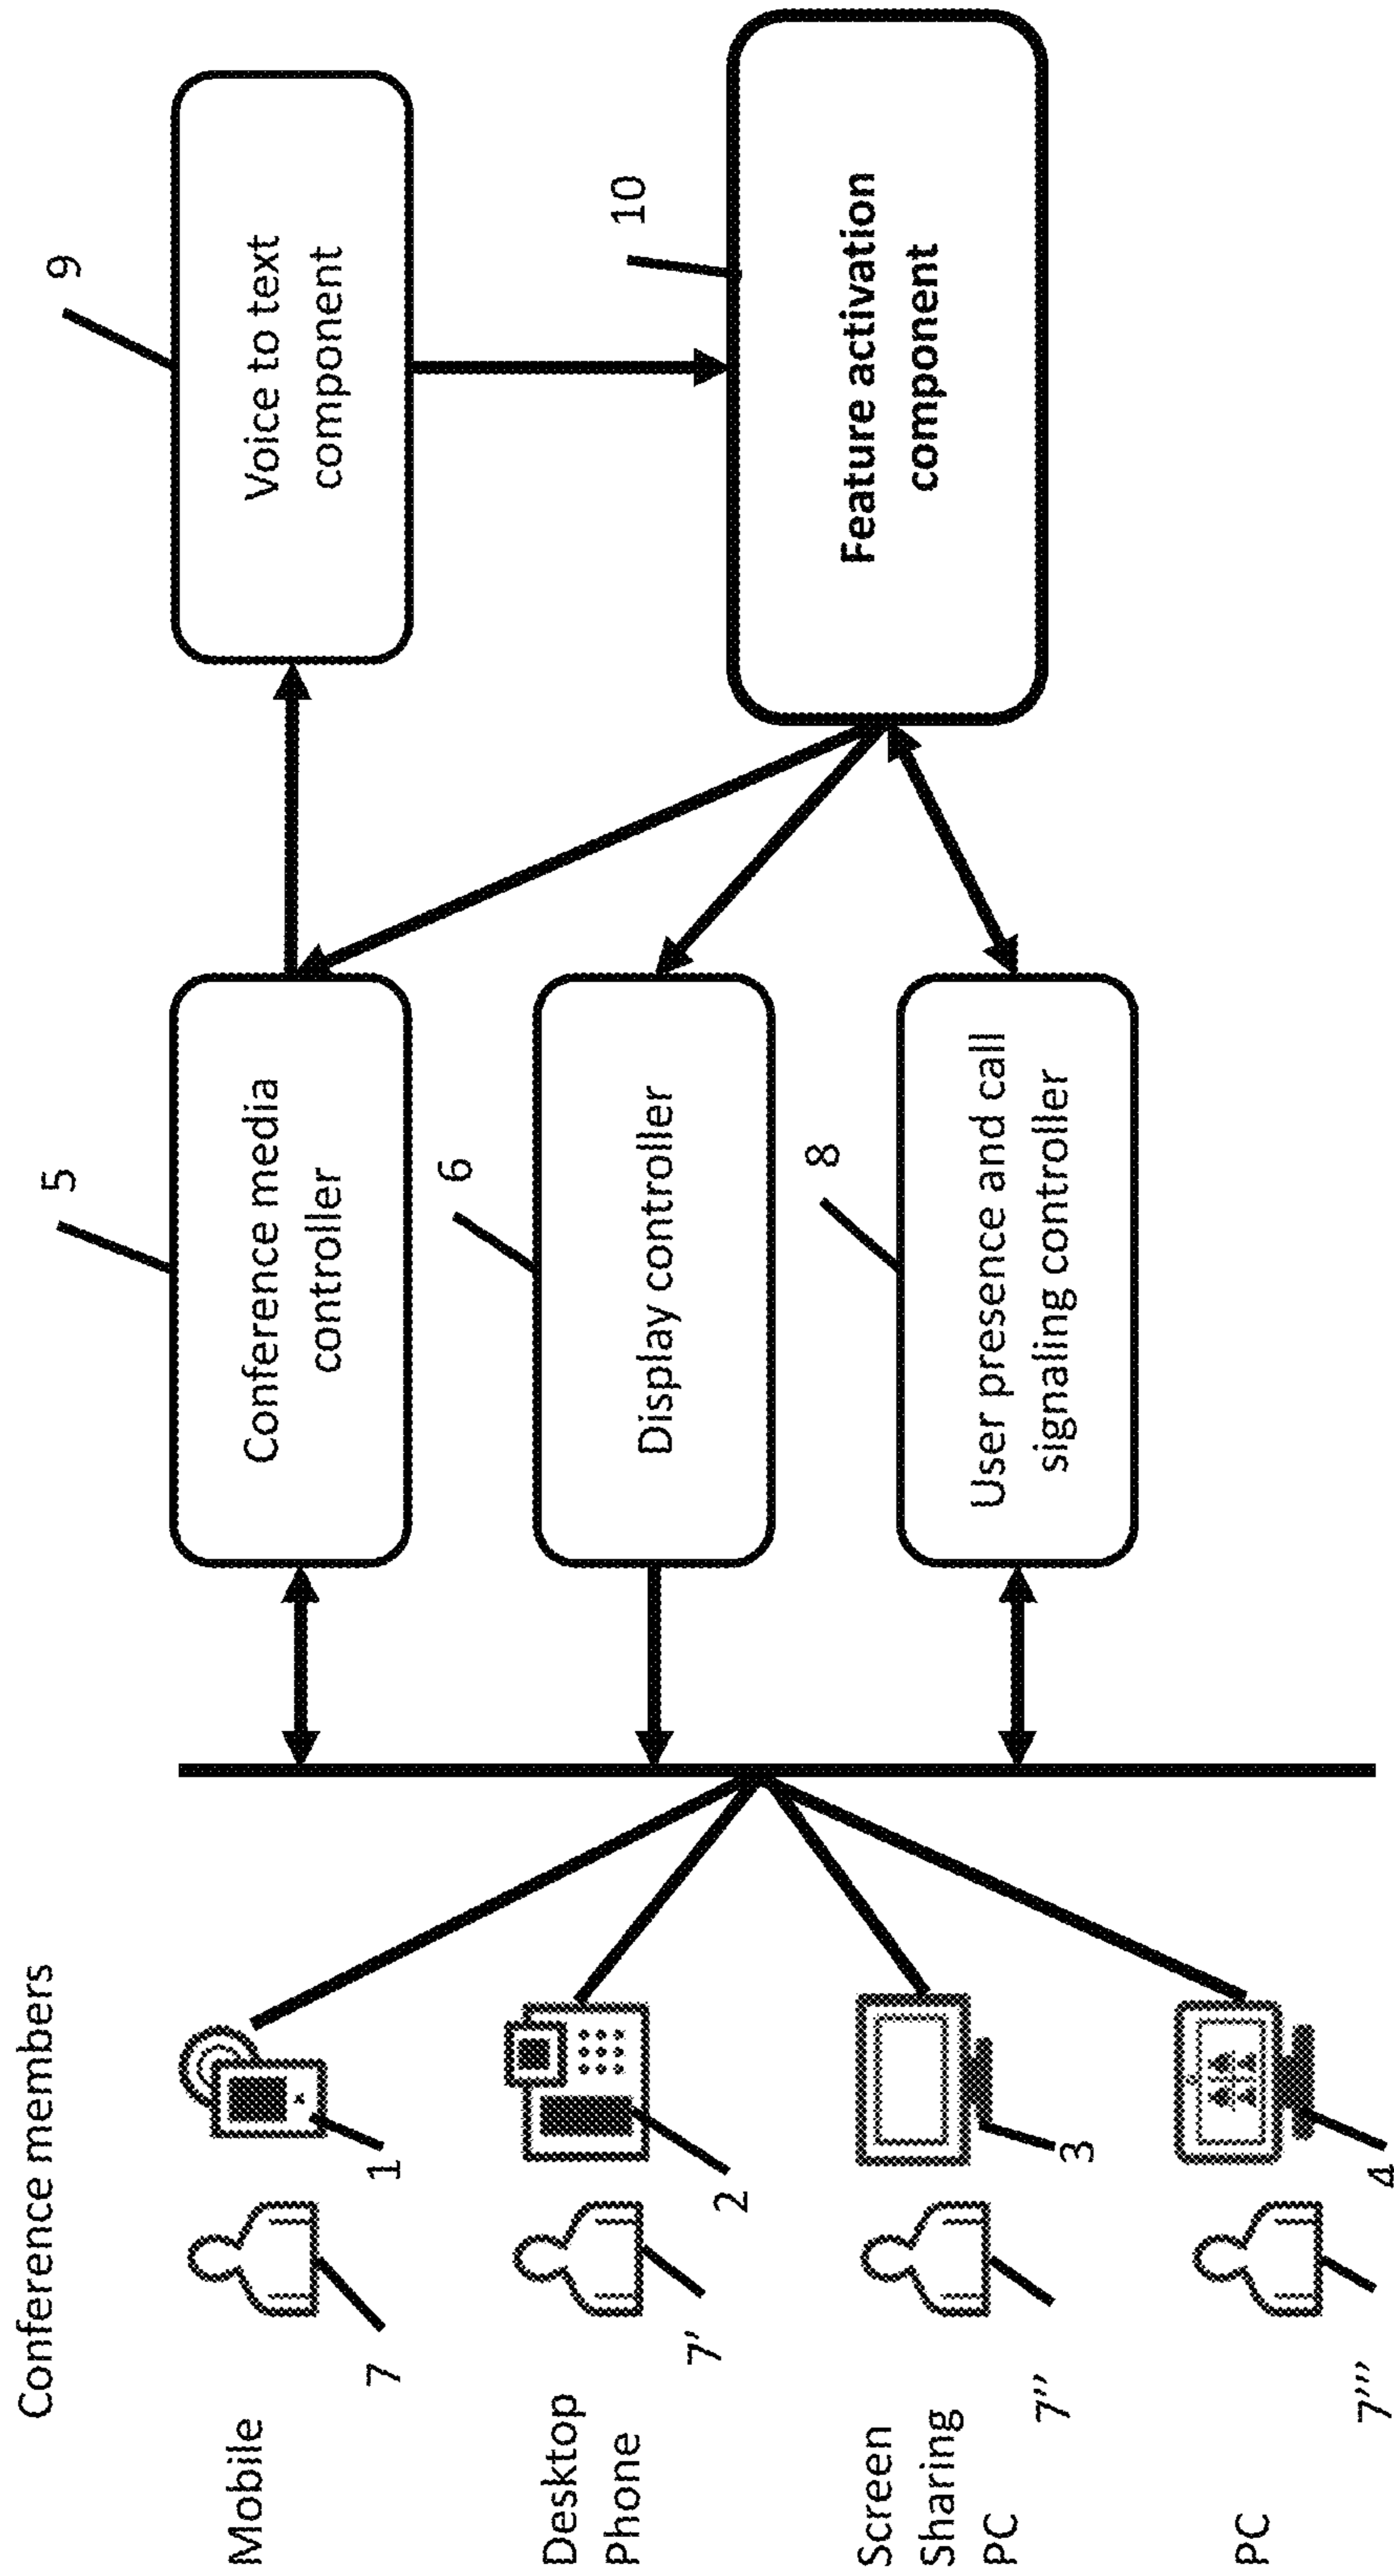 Conference members
Mobile
7
1
Desktop
Phone
7'
2
Screen
Sharing
PC
7''
3
PC
7'''
4
5
Conference media
controller
6
Display controller
8
User presence and call
signaling controller
9
Voice to text
component
10
Feature activation
component